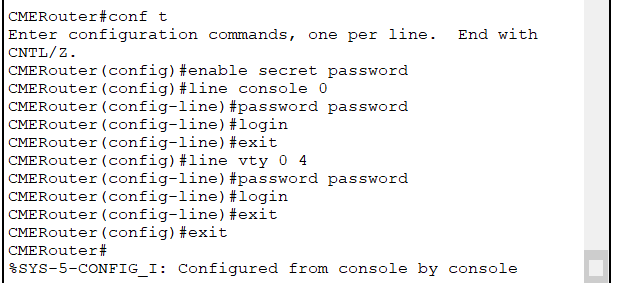 CMERouter#conf t
Enter configuration commands, one per line.  End with
CNTL/Z.
CMERouter(config)#enable secret password
CMERouter(config)#line console 0
CMERouter(config-line)#password password
CMERouter(config-line)#login
CMERouter(config-line)#exit
CMERouter(config)#line vty 0 4
CMERouter(config-line)#password password
CMERouter(config-line)#login
CMERouter(config-line)#exit
CMERouter(config)#exit
CMERouter#
%SYS-5-CONFIG_I: Configured from console by console